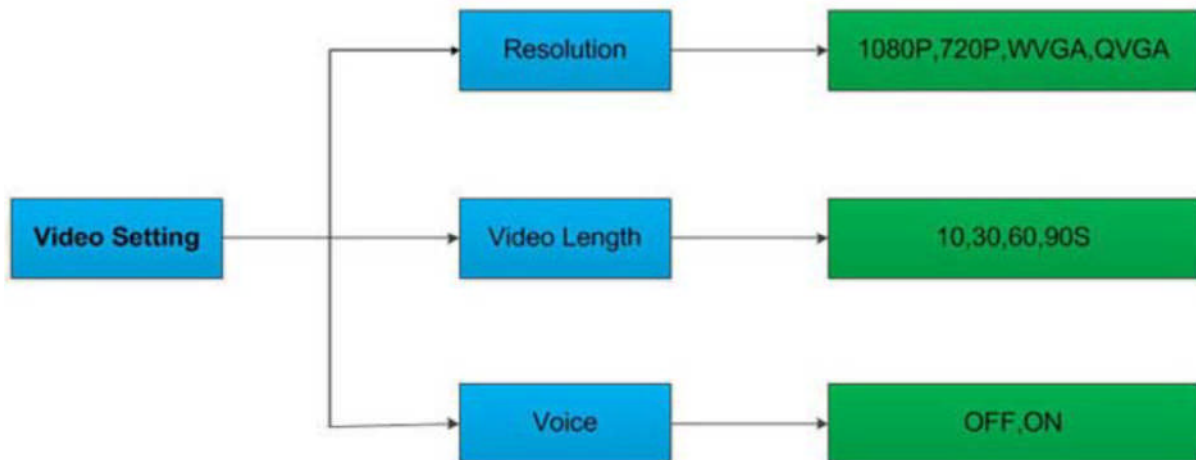 Resolution
1080P,720P,WVGA,QVGA
Video Setting
Video Length
10,30,60,90S
Voice
OFF,ON